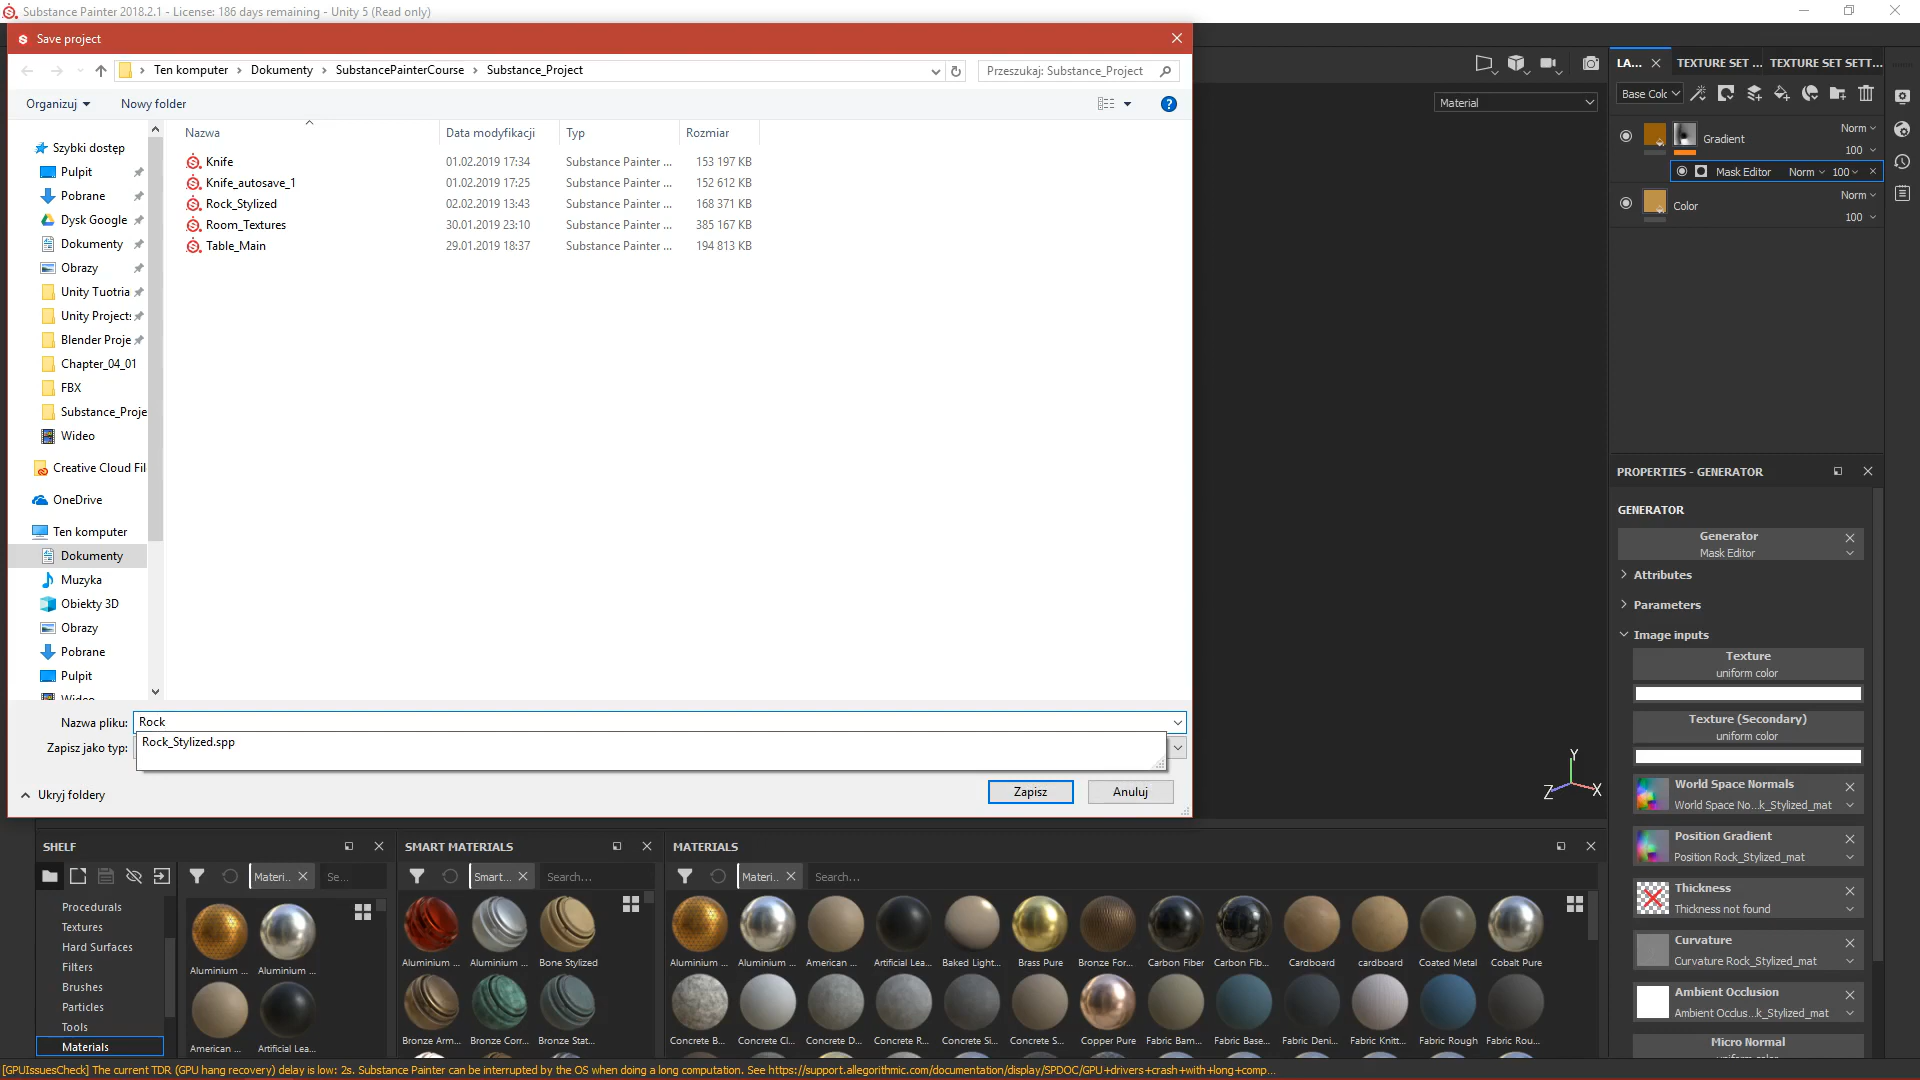 Substance Painter 2018.2.1 - License: 186 days remaining - Unity 5 (Read only)
Save project
Ten komputer
Dokumenty
SubstancePainterCourse
Substance_Project
Przeszukaj: Substance_Project
Organizuj
Nowy folder
Nazwa
Data modyfikacji
Typ
Rozmiar
Knife 01.02.2019 17:34 Substance Painter ... 153 197 KB
Knife_autosave_1 01.02.2019 17:25 Substance Painter ... 152 612 KB
Rock_Stylized 02.02.2019 13:43 Substance Painter ... 168 371 KB
Room_Textures 30.01.2019 23:10 Substance Painter ... 385 167 KB
Table_Main 29.01.2019 18:37 Substance Painter ... 194 813 KB
Szybki dostęp
Pulpit
Pobrane
Dysk Google
Dokumenty
Obrazy
Unity Tuotria
Unity Project:
Blender Proje
Chapter_04_01
FBX
Substance_Proje
Wideo
Creative Cloud Fil
OneDrive
Ten komputer
Dokumenty
Muzyka
Obiekty 3D
Obrazy
Pobrane
Pulpit
Nazwa pliku: Rock
Zapisz jako typ:
Rock_Stylized.spp
Ukryj foldery
Zapisz
Anuluj
Material
LA...
TEXTURE SET ...
TEXTURE SET SETT...
Base Colc
Gradient
Norm
100
Mask Editor Norm 100
Color
Norm
100
PROPERTIES - GENERATOR
GENERATOR
Generator
Mask Editor
Attributes
Parameters
Image inputs
Texture
uniform color
Texture (Secondary)
uniform color
World Space Normals
World Space No...k_Stylized_mat
Position Gradient
Position Rock_Stylized_mat
Thickness
Thickness not found
Curvature
Curvature Rock_Stylized_mat
Ambient Occlusion
Ambient Occlus...k_Stylized_mat
Micro Normal
Y
Z
X
SHELF
Materi..
Se...
Procedurals
Textures
Hard Surfaces
Filters
Brushes
Particles
Tools
Materials
Aluminium ...
Aluminium ...
American ...
Artificial Lea...
SMART MATERIALS
Smart...
Search...
Aluminium ...
Aluminium ...
Bone Stylized
Bronze Arm...
Bronze Corr...
Bronze Stat...
MATERIALS
Materi..
Search...
Aluminium ...
Aluminium ...
American ...
Artificial Lea...
Baked Light...
Brass Pure
Bronze For...
Carbon Fiber
Carbon Fib...
Cardboard
cardboard
Coated Metal
Cobalt Pure
Concrete B...
Concrete Cl...
Concrete D...
Concrete R...
Concrete Si...
Concrete S...
Copper Pure
Fabric Bam...
Fabric Base...
Fabric Deni...
Fabric Knitt...
Fabric Rough
Fabric Rou...
[GPUIssuesCheck] The current TDR (GPU hang recovery) delay is low: 2s. Substance Painter can be interrupted by the OS when doing a long computation. See https://support.allegorithmic.com/documentation/display/SPDOC/GPU+drivers+crash+with+long+comp...